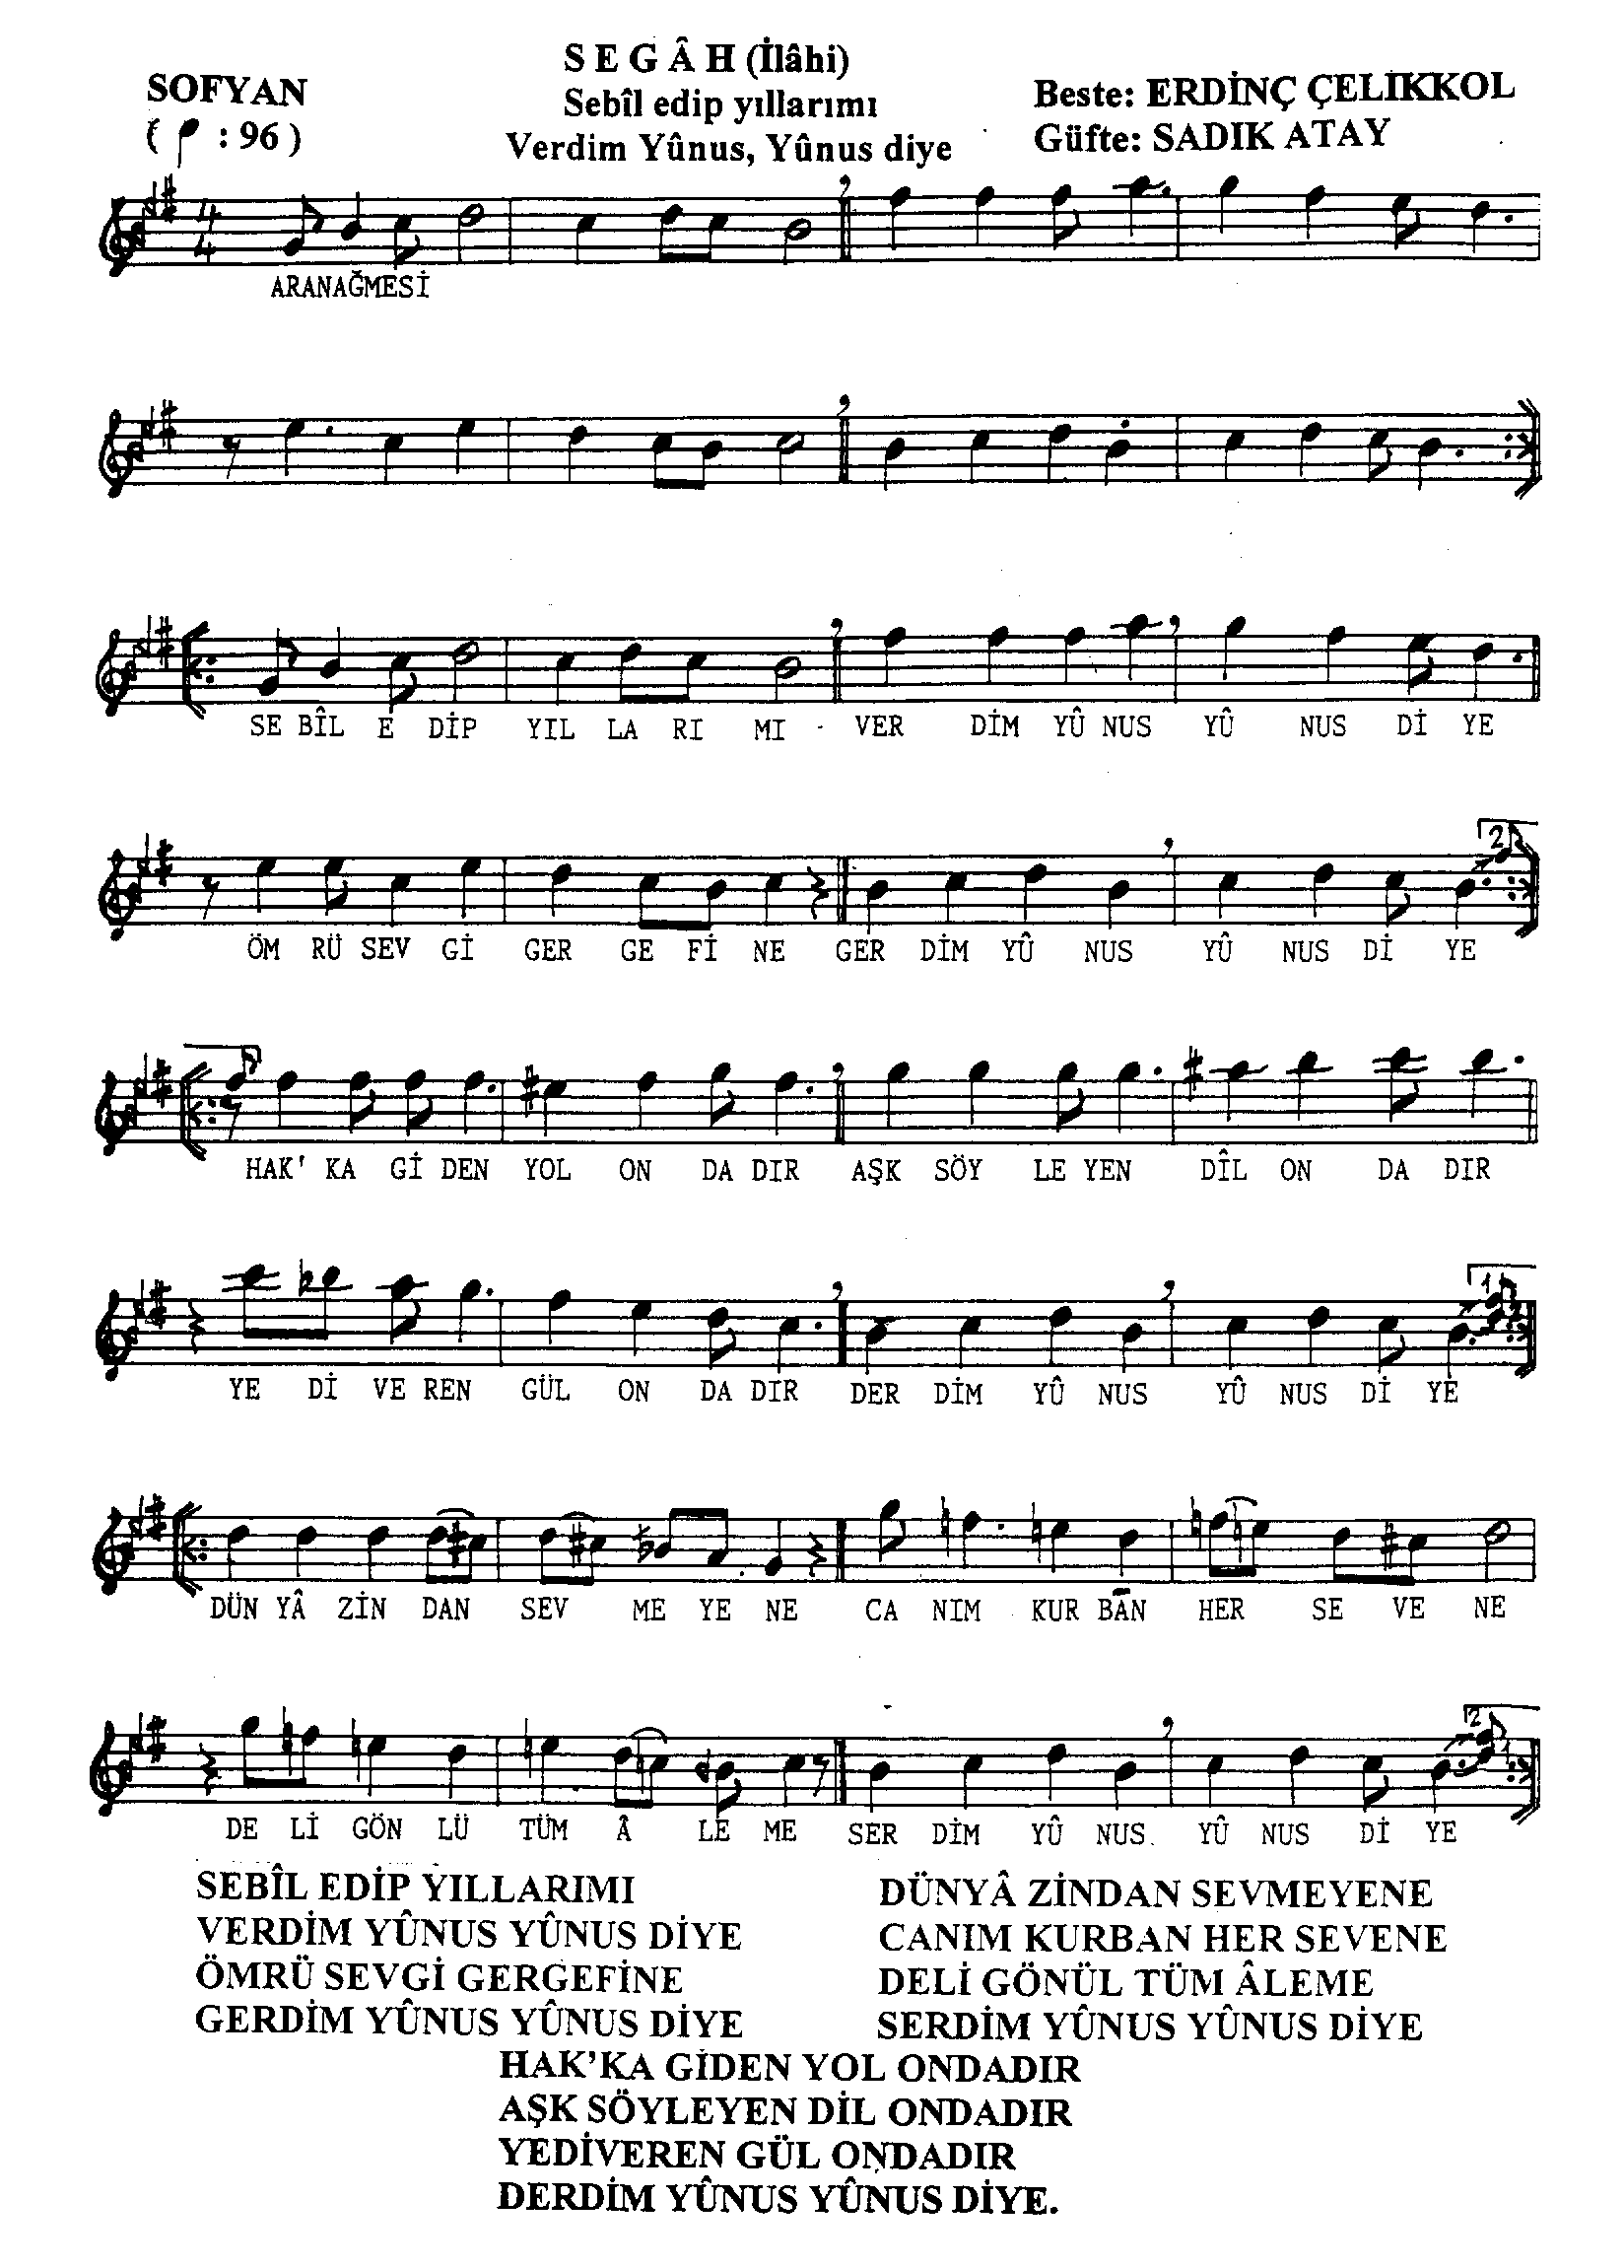 SOFYAN
( : 96 )
S E G Â H (İlâhi)
Sebîl edip yıllarımı
Verdim Yûnus, Yûnus diye
Beste: ERDİNÇ ÇELIKKOL
Güfte: SADIK ATAY
4
4
ARANAĞMESİ
SE BÎL E DİP YIL LA RI MI - VER DİM YÛ NUS YÛ NUS Dİ YE
2
ÖM RÜ SEV Gİ GER GE Fİ NE GER DİM YÛ NUS YÛ NUS Dİ YE
HAK' KA Gİ DEN YOL ON DA DIR AŞK SÖY LE YEN DÎL ON DA DIR
1
YE Dİ VE REN GÜL ON DA DIR DER DİM YÛ NUS YÛ NUS Dİ YE
DÜN YÂ ZİN DAN SEV ME YE NE CA NIM KUR BAN HER SE VE NE
2
DE Lİ GÖN LÜ TÜM Â LE ME SER DİM YÛ NUS YÛ NUS Dİ YE
SEBÎL EDİP YILLARIMI
VERDİM YÛNUS YÛNUS DİYE
ÖMRÜ SEVGİ GERGEFİNE
GERDİM YÛNUS YÛNUS DİYE
DÜNYÂ ZİNDAN SEVMEYENE
CANIM KURBAN HER SEVENE
DELİ GÖNÜL TÜM ÂLEME
SERDİM YÛNUS YÛNUS DİYE
HAK’KA GİDEN YOL ONDADIR
AŞK SÖYLEYEN DİL ONDADIR
YEDİVEREN GÜL ONDADIR
DERDİM YÛNUS YÛNUS DİYE.